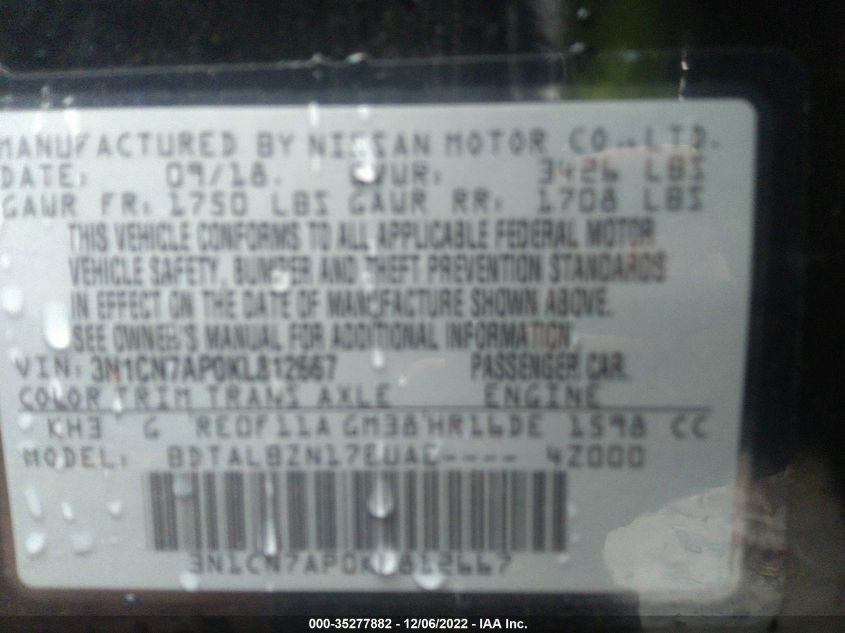 MANUFACTURED BY NISSAN MOTOR CO., LTD.
DATE: 09/18. GVWR: 3426 LBS
GAWR FR: 1750 LBS GAWR RR: 1708 LBS
THIS VEHICLE CONFORMS TO ALL APPLICABLE FEDERAL MOTOR
VEHICLE SAFETY, BUMPER AND THEFT PREVENTION STANDARDS
IN EFFECT ON THE DATE OF MANUFACTURE SHOWN ABOVE.
SEE OWNER'S MANUAL FOR ADDITIONAL INFORMATION
VIN: 3N1CN7AP0KL812667 PASSENGER CAR.
COLOR TRIM TRANS AXLE ENGINE
KH3 G RE0F11A GM38 HR16DE 1598 CC
MODEL: BDTALBZN17EUAC---- 4Z000
3N1CN7AP0KL812667
000-35277882 - 12/06/2022 - IAA Inc.